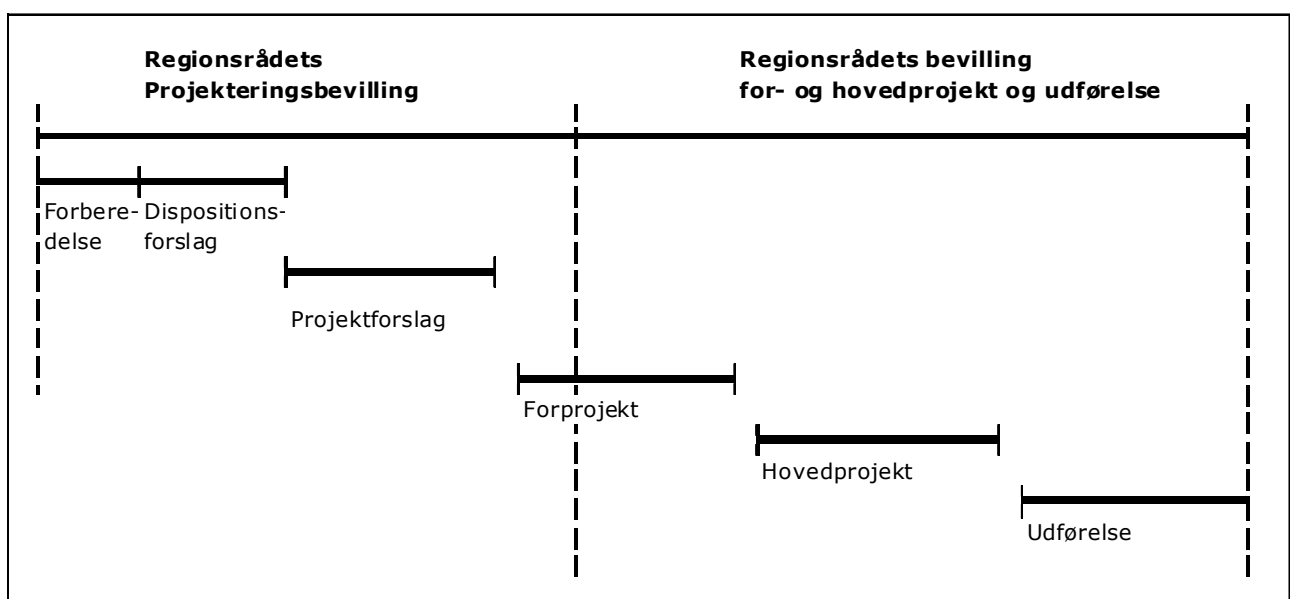 Regionsrådets
Projekteringsbevilling
Regionsrådets bevilling
for- og hovedprojekt og udførelse
Forbere-
delse
Dispositions-
forslag
Projektforslag
Forprojekt
Hovedprojekt
Udførelse